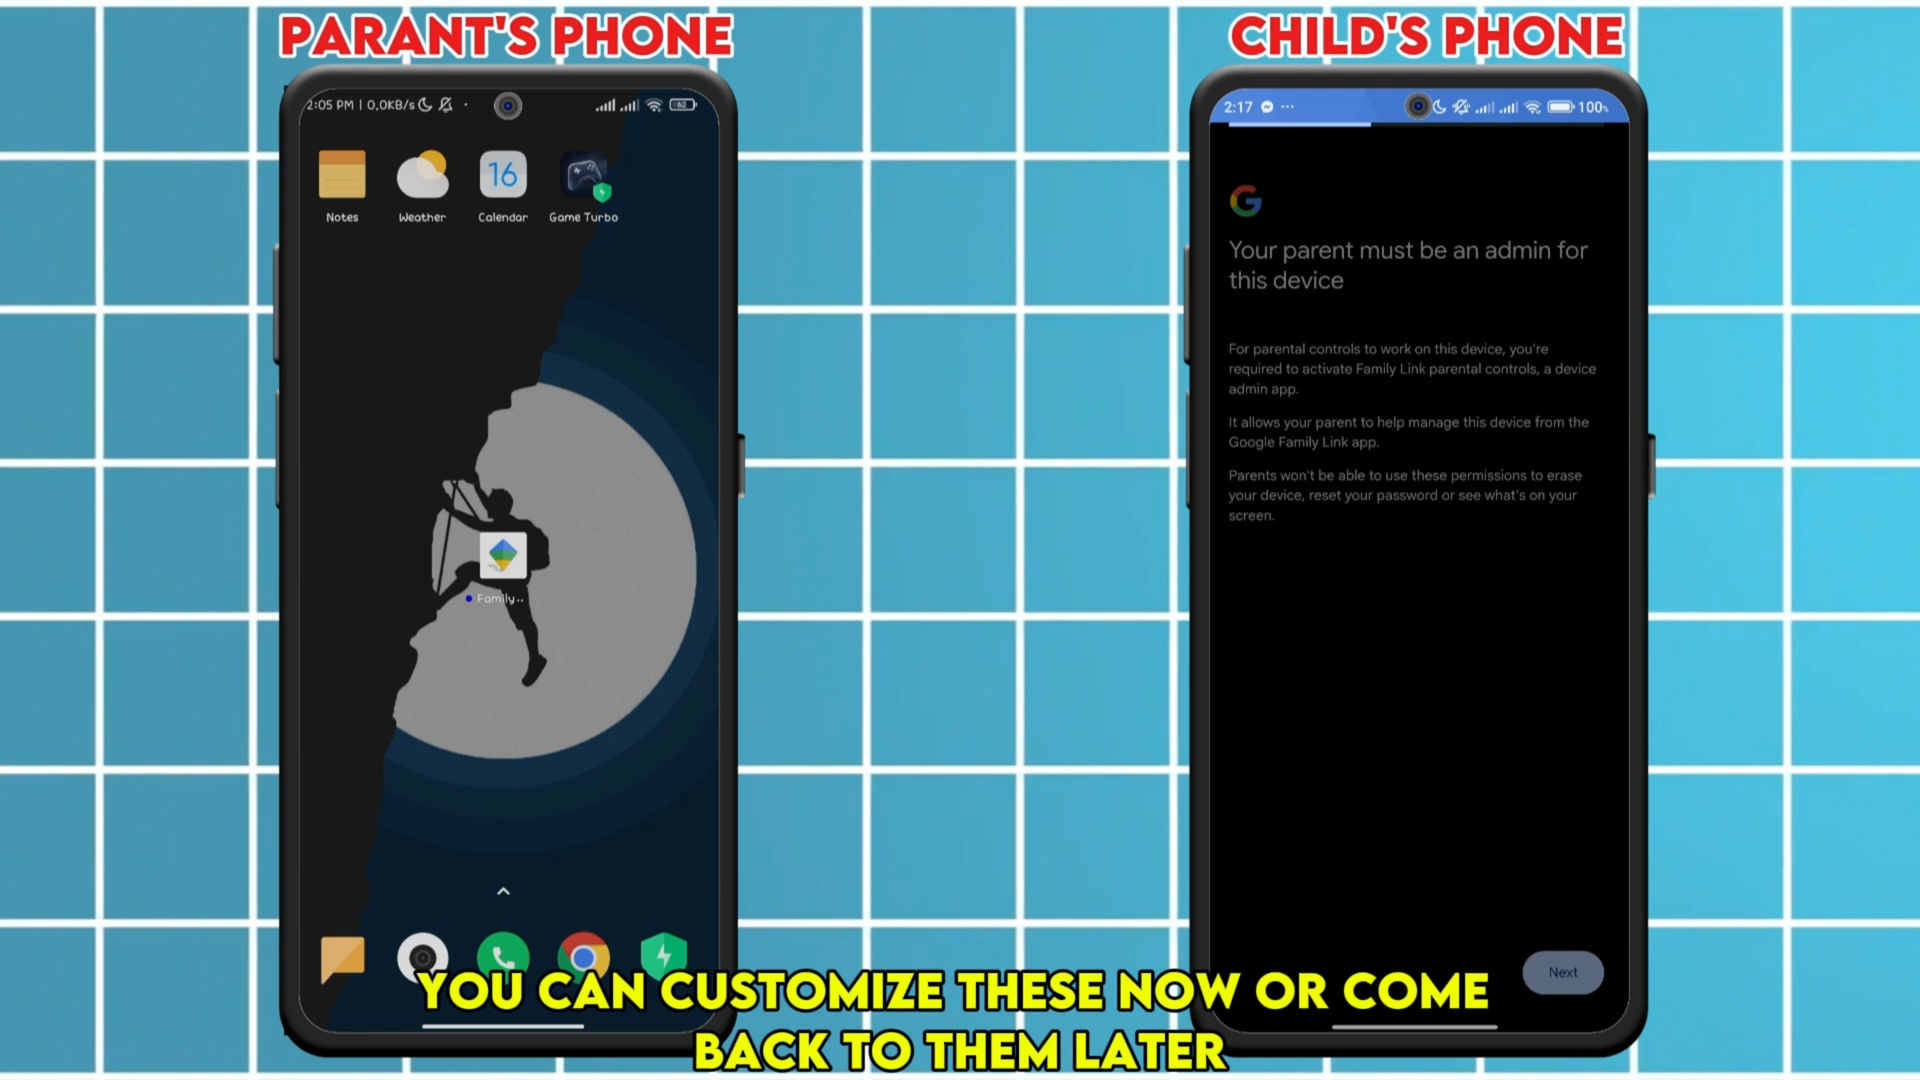 PARANT'S PHONE
2:05 PM | 0,0KB/s
62
Notes
Weather
16
Calendar
Game Turbo
Family..
CHILD'S PHONE
2:17
100%
Your parent must be an admin for
this device
For parental controls to work on this device, you're
required to activate Family Link parental controls, a device
admin app.
It allows your parent to help manage this device from the
Google Family Link app.
Parents won't be able to use these permissions to erase
your device, reset your password or see what's on your
screen.
Next
YOU CAN CUSTOMIZE THESE NOW OR COME
BACK TO THEM LATER